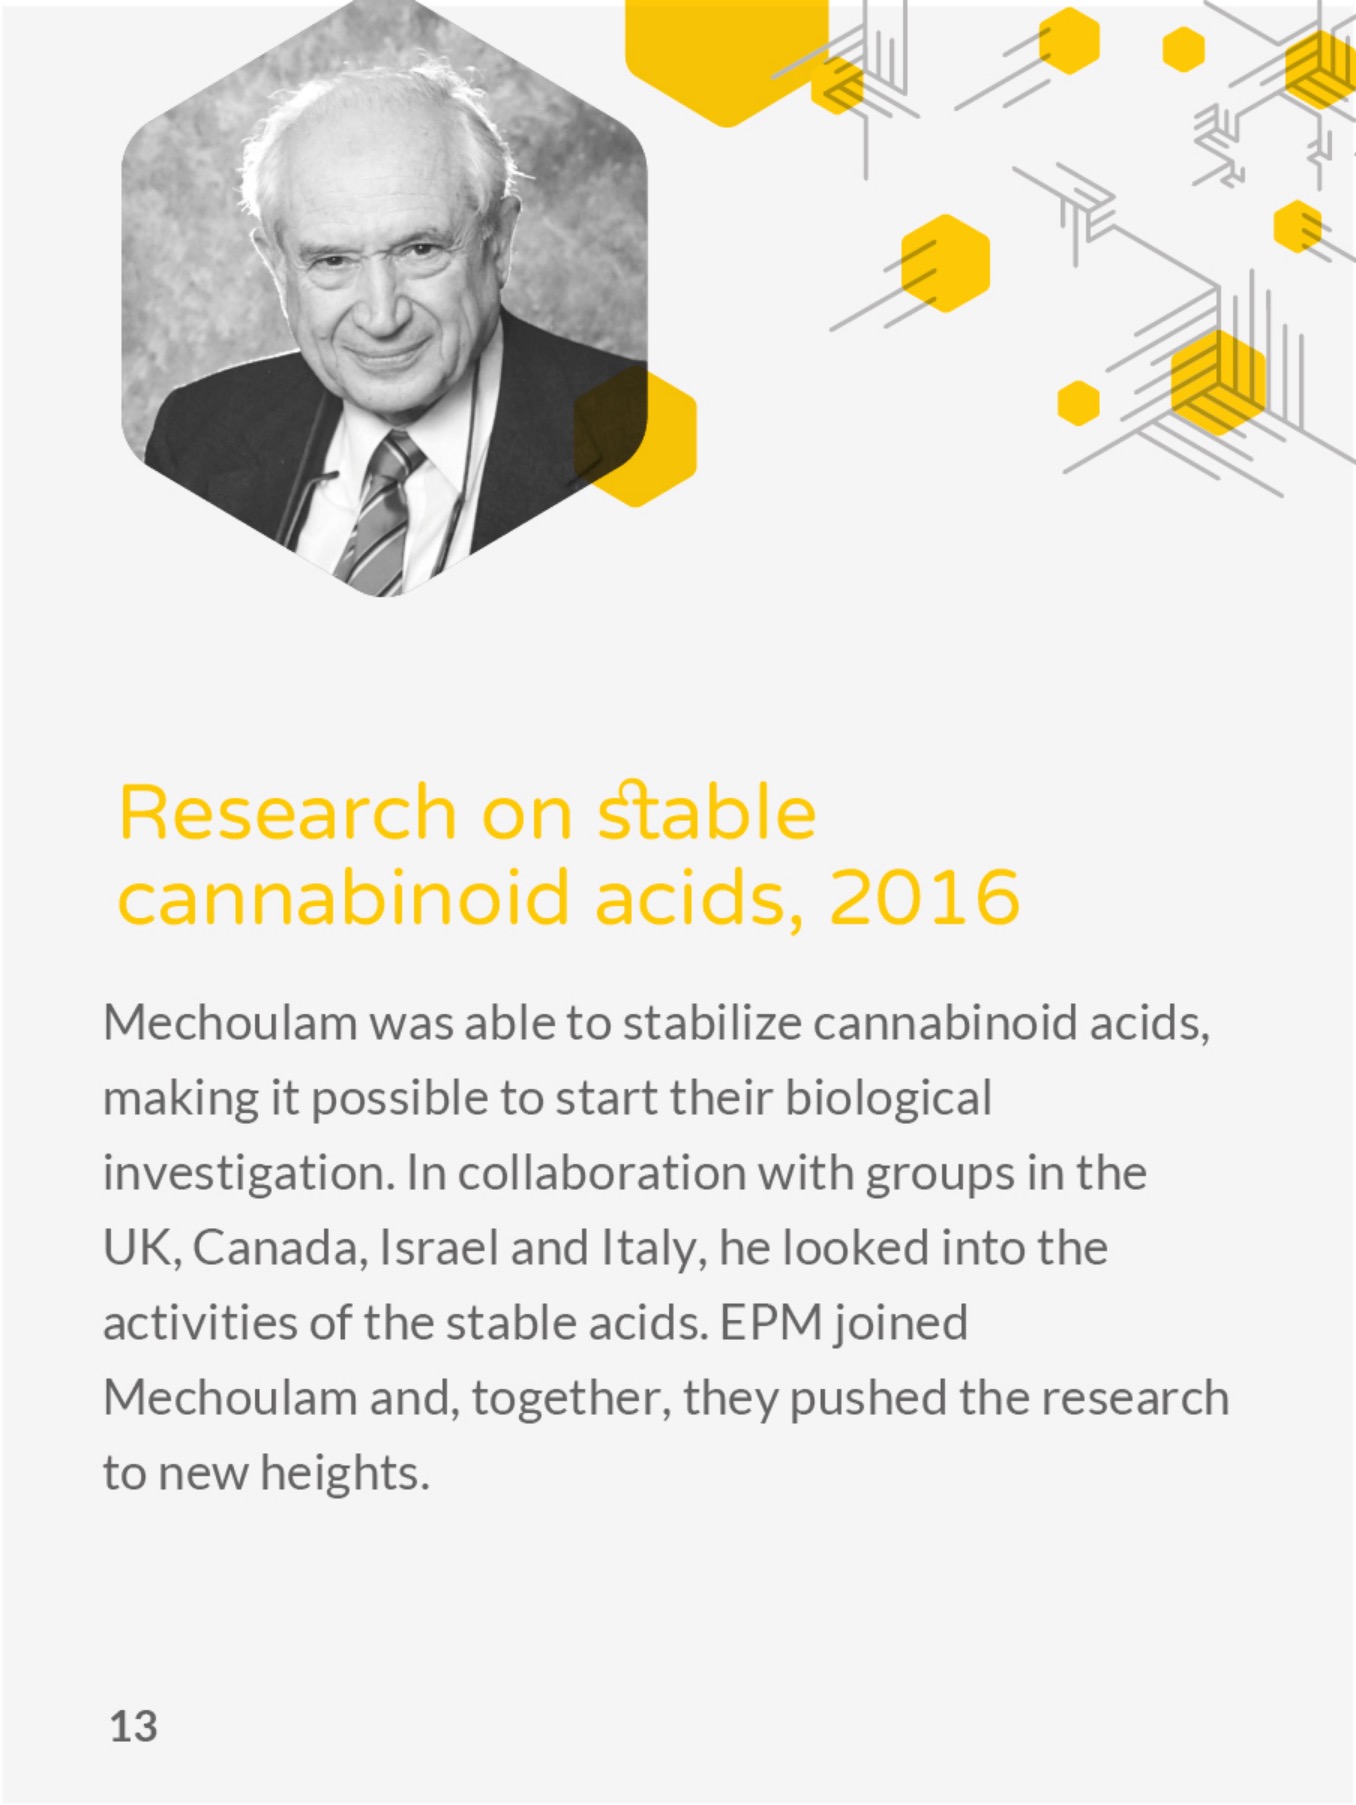 Research on stable
cannabinoid acids, 2016
Mechoulam was able to stabilize cannabinoid acids,
making it possible to start their biological
investigation. In collaboration with groups in the
UK, Canada, Israel and Italy, he looked into the
activities of the stable acids. EPM joined
Mechoulam and, together, they pushed the research
to new heights.
13